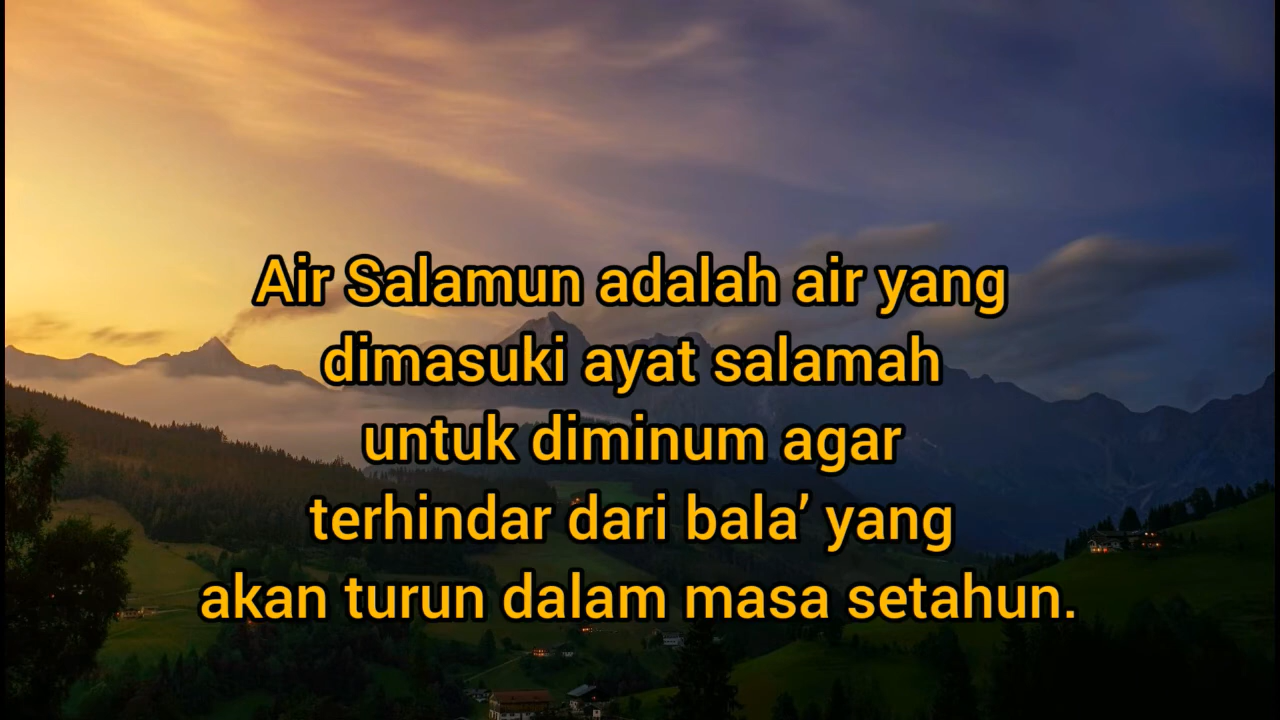 Air Salamun adalah air yang
dimasuki ayat salamah
untuk diminum agar
terhindar dari bala’ yang
akan turun dalam masa setahun.